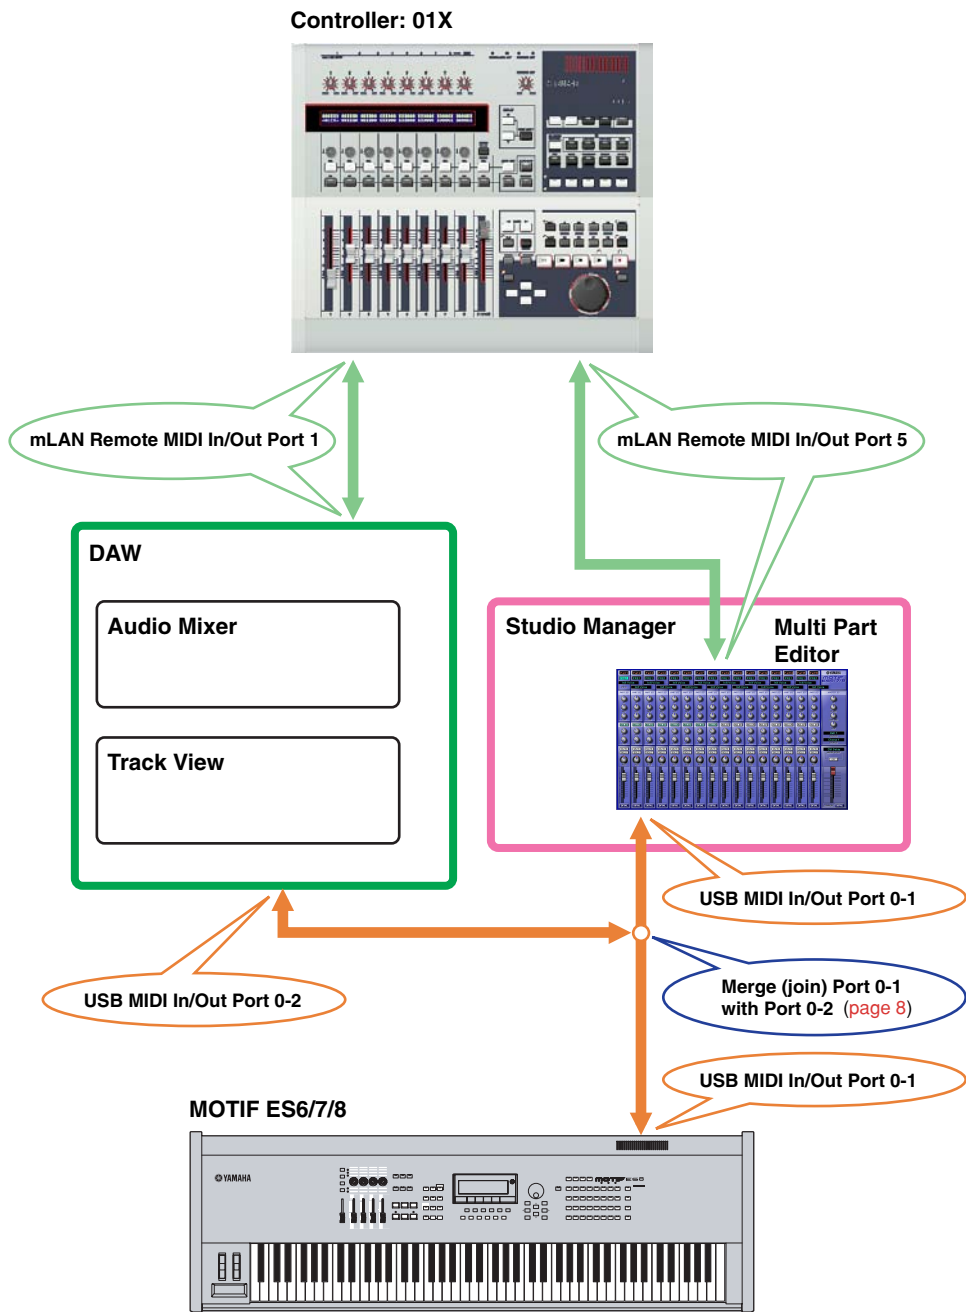 Controller: 01X
mLAN Remote MIDI In/Out Port 1
mLAN Remote MIDI In/Out Port 5
DAW
Audio Mixer
Track View
Studio Manager
Multi Part
Editor
USB MIDI In/Out Port 0-1
USB MIDI In/Out Port 0-2
Merge (join) Port 0-1
with Port 0-2 (page 8)
USB MIDI In/Out Port 0-1
MOTIF ES6/7/8
YAMAHA
MOTIF ES8